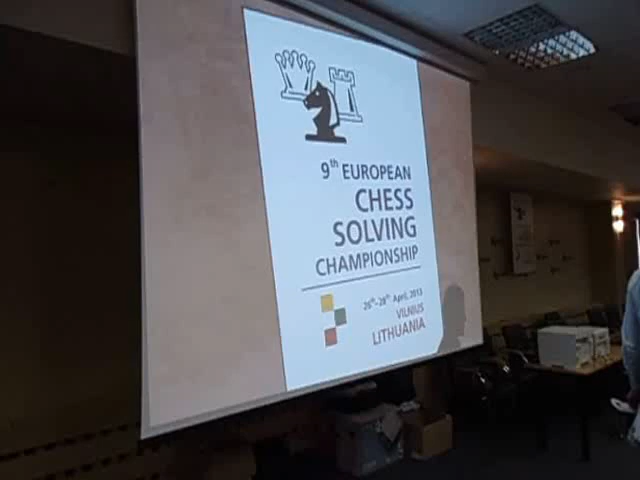 9th EUROPEAN
CHESS
SOLVING
CHAMPIONSHIP
26th-28th April, 2013
VILNIUS
LITHUANIA